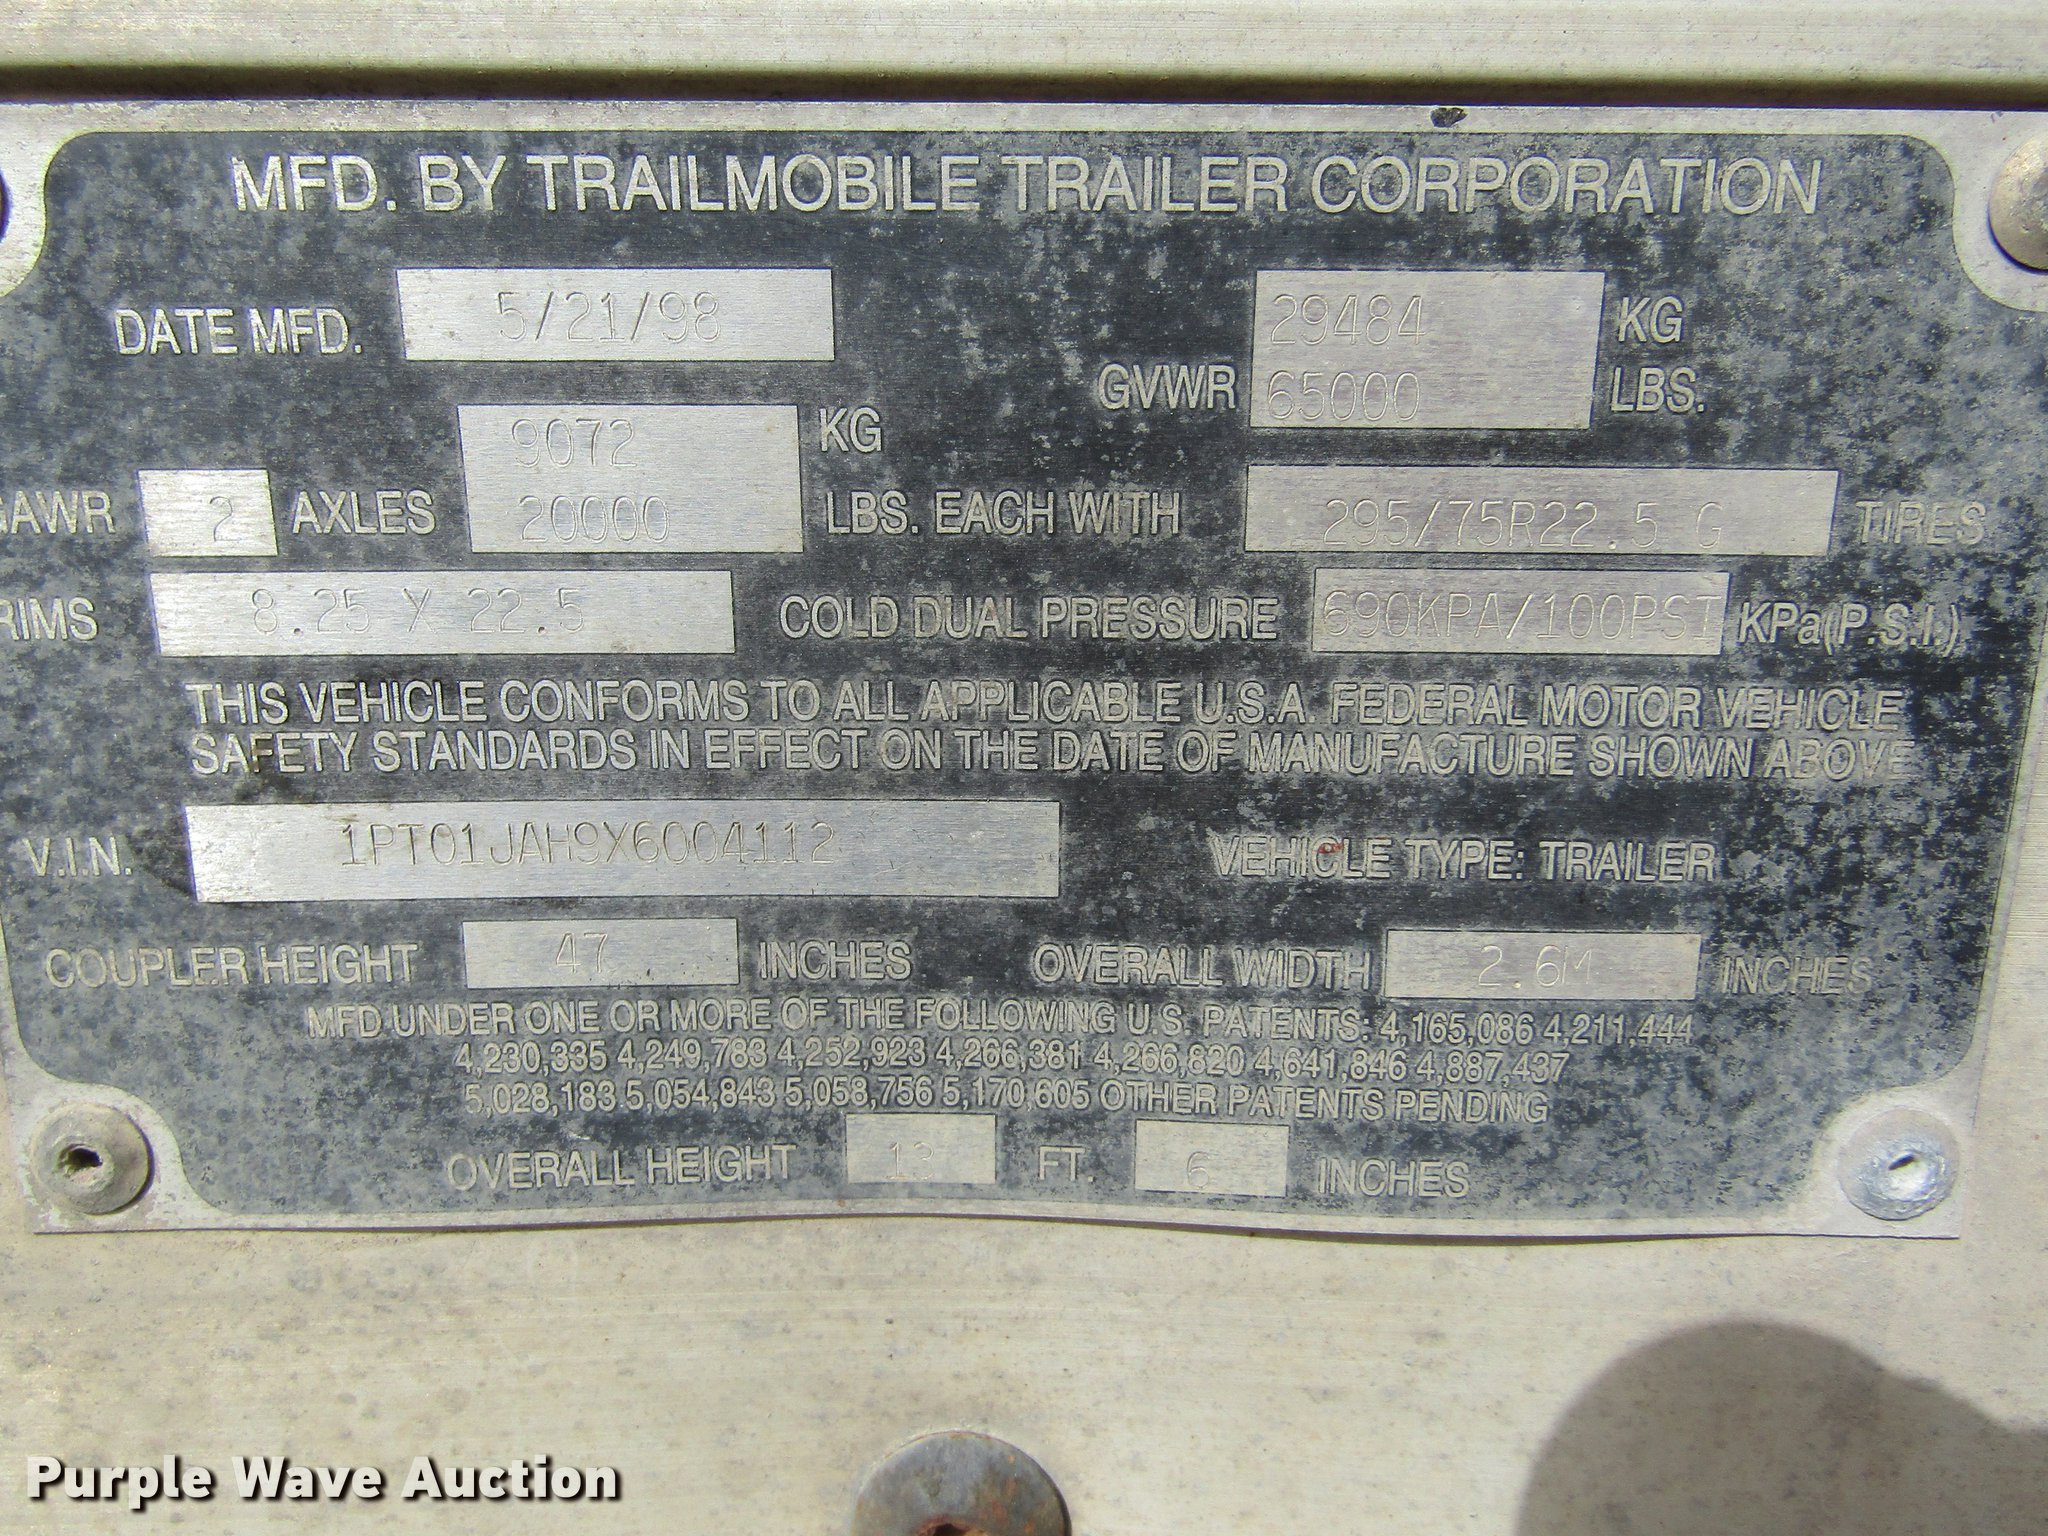 MFD. BY TRAILMOBILE TRAILER CORPORATION
DATE MFD. 5/21/98
GVWR 29484 KG
65000 LBS.
GAWR 2 AXLES 9072 KG
20000 LBS. EACH WITH 295/75R22.5 G TIRES
RIMS 8.25 X 22.5 COLD DUAL PRESSURE 690KPA/100PSI KPa(P.S.I.)
THIS VEHICLE CONFORMS TO ALL APPLICABLE U.S.A. FEDERAL MOTOR VEHICLE
SAFETY STANDARDS IN EFFECT ON THE DATE OF MANUFACTURE SHOWN ABOVE
V.I.N. 1PT01JAH9X6004112 VEHICLE TYPE: TRAILER
COUPLER HEIGHT 47 INCHES OVERALL WIDTH 2.6M INCHES
MFD UNDER ONE OR MORE OF THE FOLLOWING U.S. PATENTS: 4,165,086 4,211,444
4,230,335 4,249,783 4,252,923 4,266,381 4,266,820 4,641,846 4,887,437
5,028,183 5,054,843 5,058,756 5,170,605 OTHER PATENTS PENDING
OVERALL HEIGHT 13 FT. 6 INCHES
Purple Wave Auction